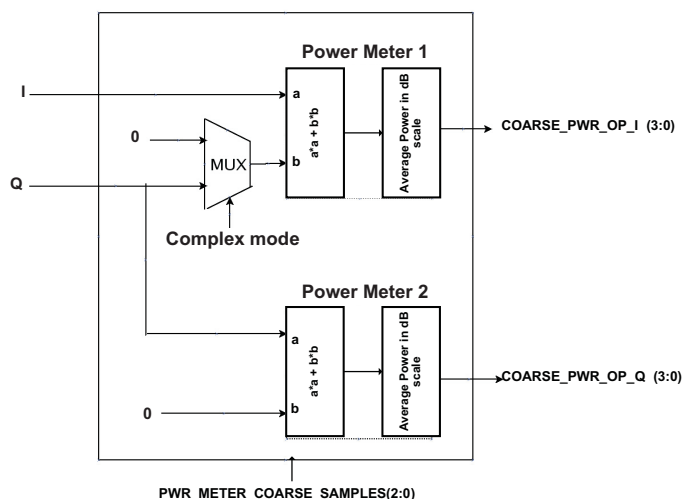 Power Meter 1
I
a
a*a + b*b
Average Power in dB
scale
COARSE_PWR_OP_I (3:0)
0
MUX
b
Q
Complex mode
Power Meter 2
a
a*a + b*b
Average Power in dB
scale
COARSE_PWR_OP_Q (3:0)
0
b
PWR_METER_COARSE_SAMPLES(2:0)